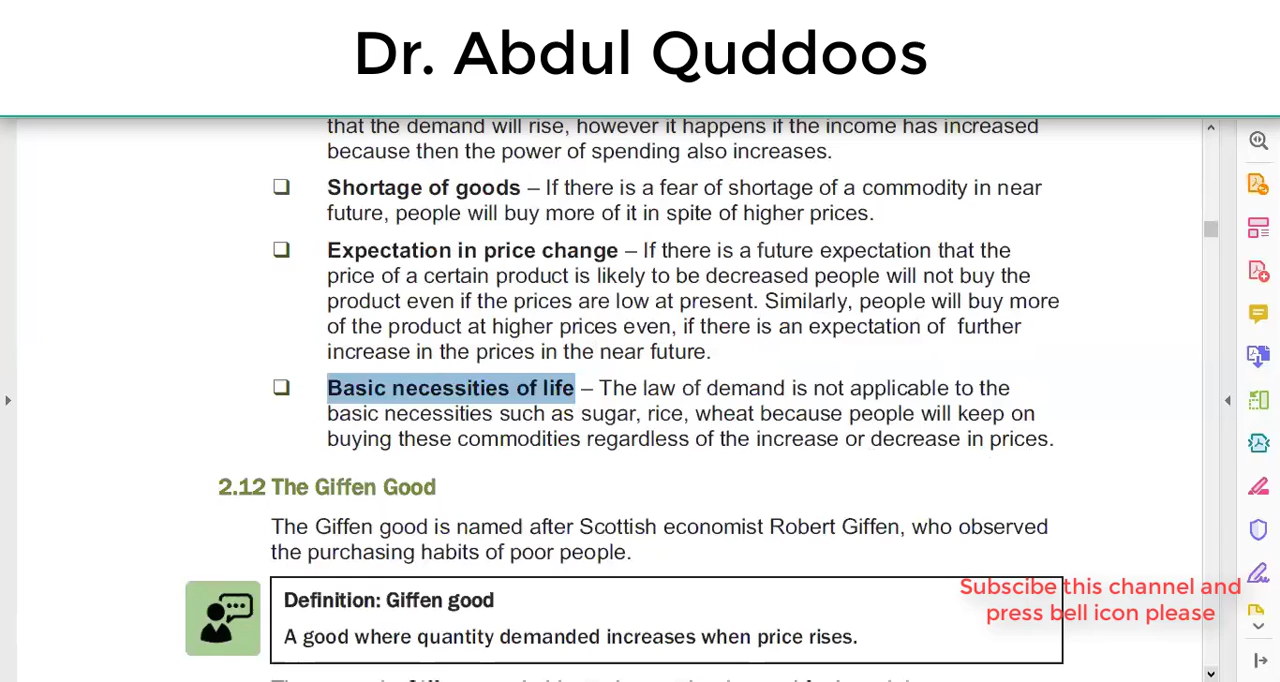 Dr. Abdul Quddoos
that the demand will rise, however it happens if the income has increased
because then the power of spending also increases.
❑ Shortage of goods – If there is a fear of shortage of a commodity in near
future, people will buy more of it in spite of higher prices.
❑ Expectation in price change – If there is a future expectation that the
price of a certain product is likely to be decreased people will not buy the
product even if the prices are low at present. Similarly, people will buy more
of the product at higher prices even, if there is an expectation of further
increase in the prices in the near future.
❑ Basic necessities of life – The law of demand is not applicable to the
basic necessities such as sugar, rice, wheat because people will keep on
buying these commodities regardless of the increase or decrease in prices.
2.12 The Giffen Good
The Giffen good is named after Scottish economist Robert Giffen, who observed
the purchasing habits of poor people.
Definition: Giffen good
A good where quantity demanded increases when price rises.
Subscibe this channel and
press bell icon please